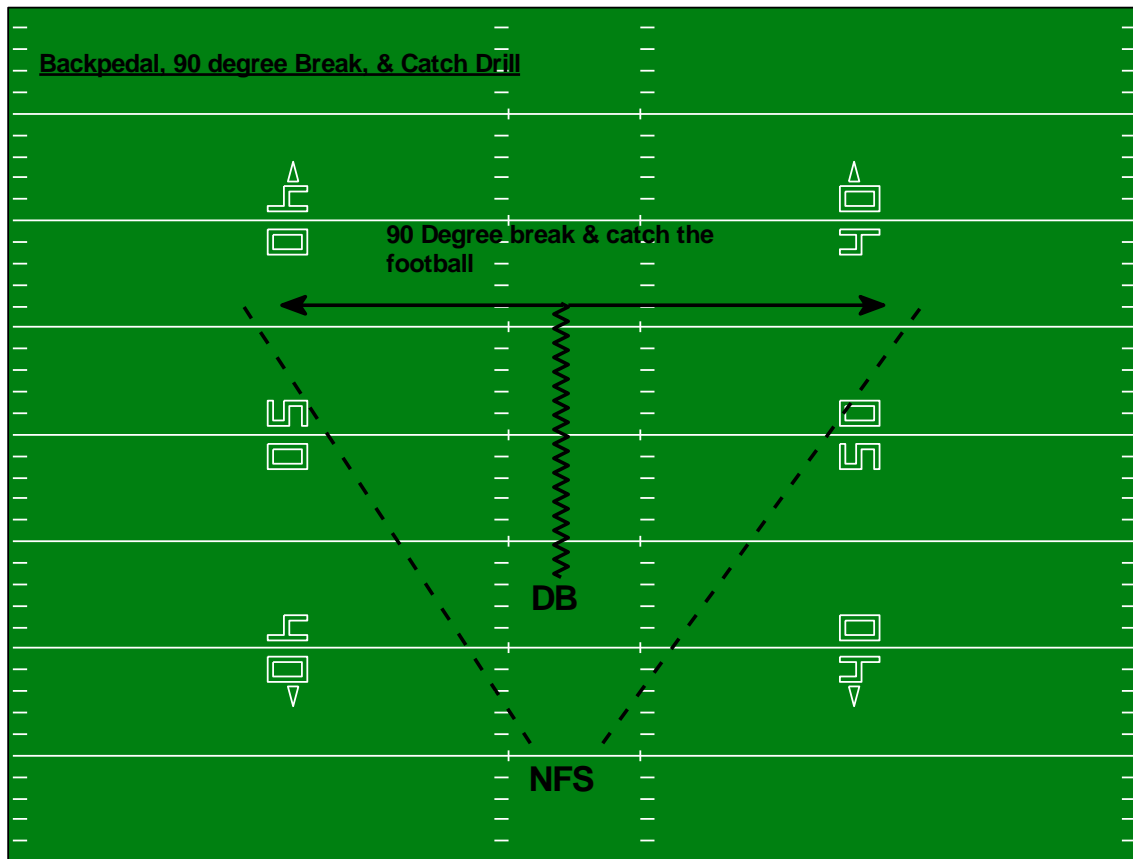 Backpedal, 90 degree Break, & Catch Drill
40 40
90 Degree break & catch the
football
50 50
DB
40 40
NFS